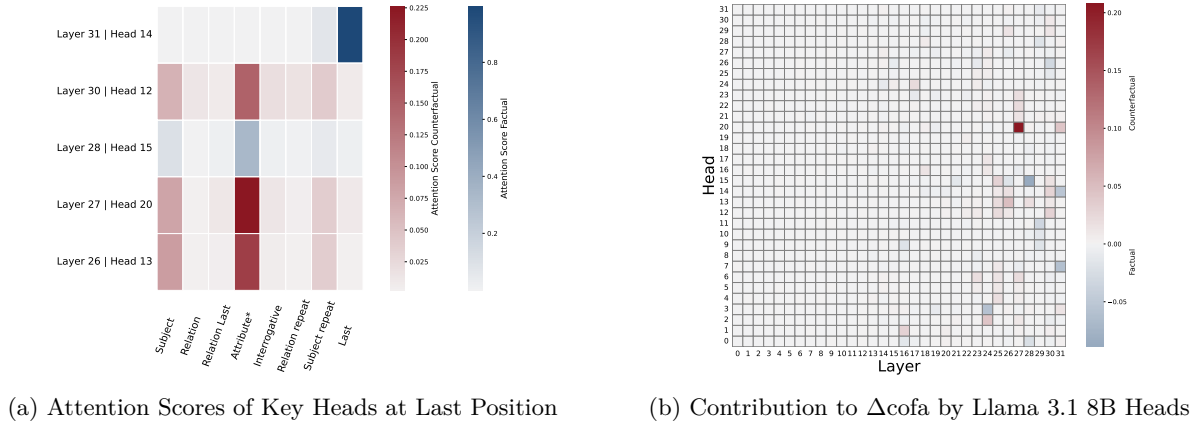 Layer 31 | Head 14
Layer 30 | Head 12
Layer 28 | Head 15
Layer 27 | Head 20
Layer 26 | Head 13
Subject
Relation
Relation Last
Attribute*
Interrogative
Relation repeat
Subject repeat
Last
0.225
0.200
0.175
0.150
0.125
0.100
0.075
0.050
0.025
Attention Score Counterfactual
0.8
0.6
0.4
0.2
Attention Score Factual
(a) Attention Scores of Key Heads at Last Position
Head
31
30
29
28
27
26
25
24
23
22
21
20
19
18
17
16
15
14
13
12
11
10
9
8
7
6
5
4
3
2
1
0
0 1 2 3 4 5 6 7 8 9 10 11 12 13 14 15 16 17 18 19 20 21 22 23 24 25 26 27 28 29 30 31
Layer
0.20
0.15
0.10
0.05
0.00
−0.05
Counterfactual
Factual
(b) Contribution to Δcofa by Llama 3.1 8B Heads